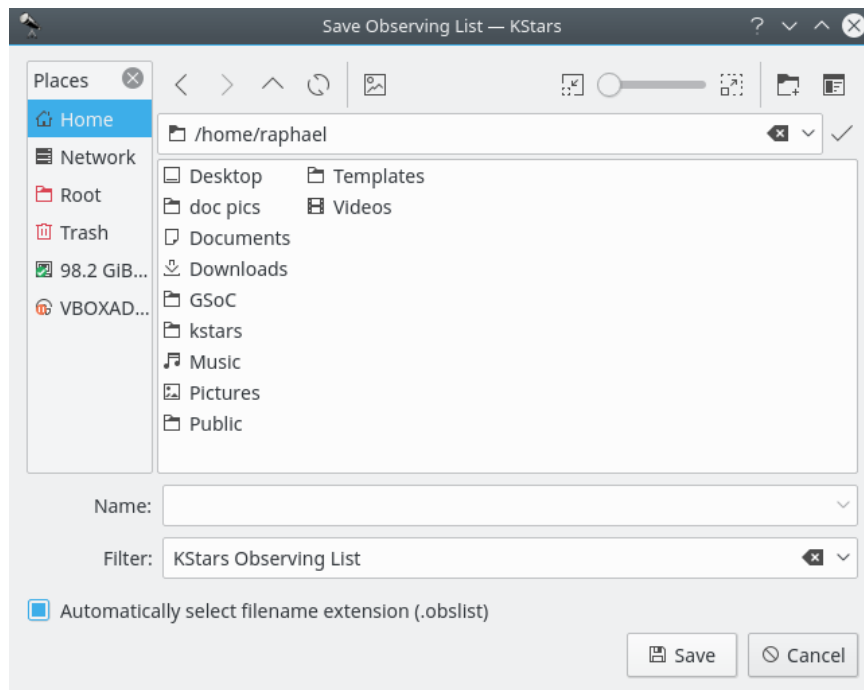 Save Observing List — KStars
Places
Home
Network
Root
Trash
98.2 GiB...
VBOXAD...
/home/raphael
Desktop
doc pics
Documents
Downloads
GSoC
kstars
Music
Pictures
Public
Templates
Videos
Name:
Filter: KStars Observing List
Automatically select filename extension (.obslist)
Save Cancel